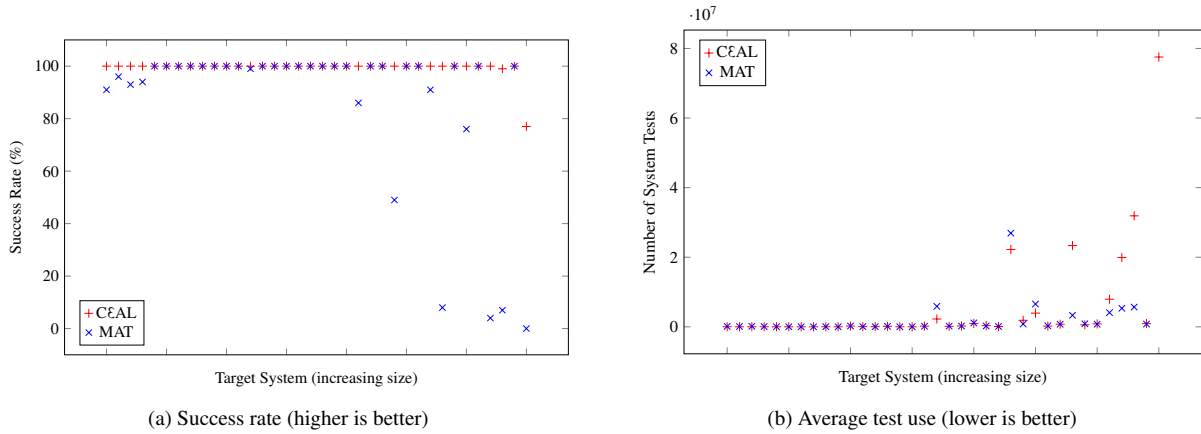 100
80
60
40
20
0
Success Rate (%)
CƐAL
MAT
Target System (increasing size)
(a) Success rate (higher is better)
·10⁷
8
6
4
2
0
Number of System Tests
CƐAL
MAT
Target System (increasing size)
(b) Average test use (lower is better)